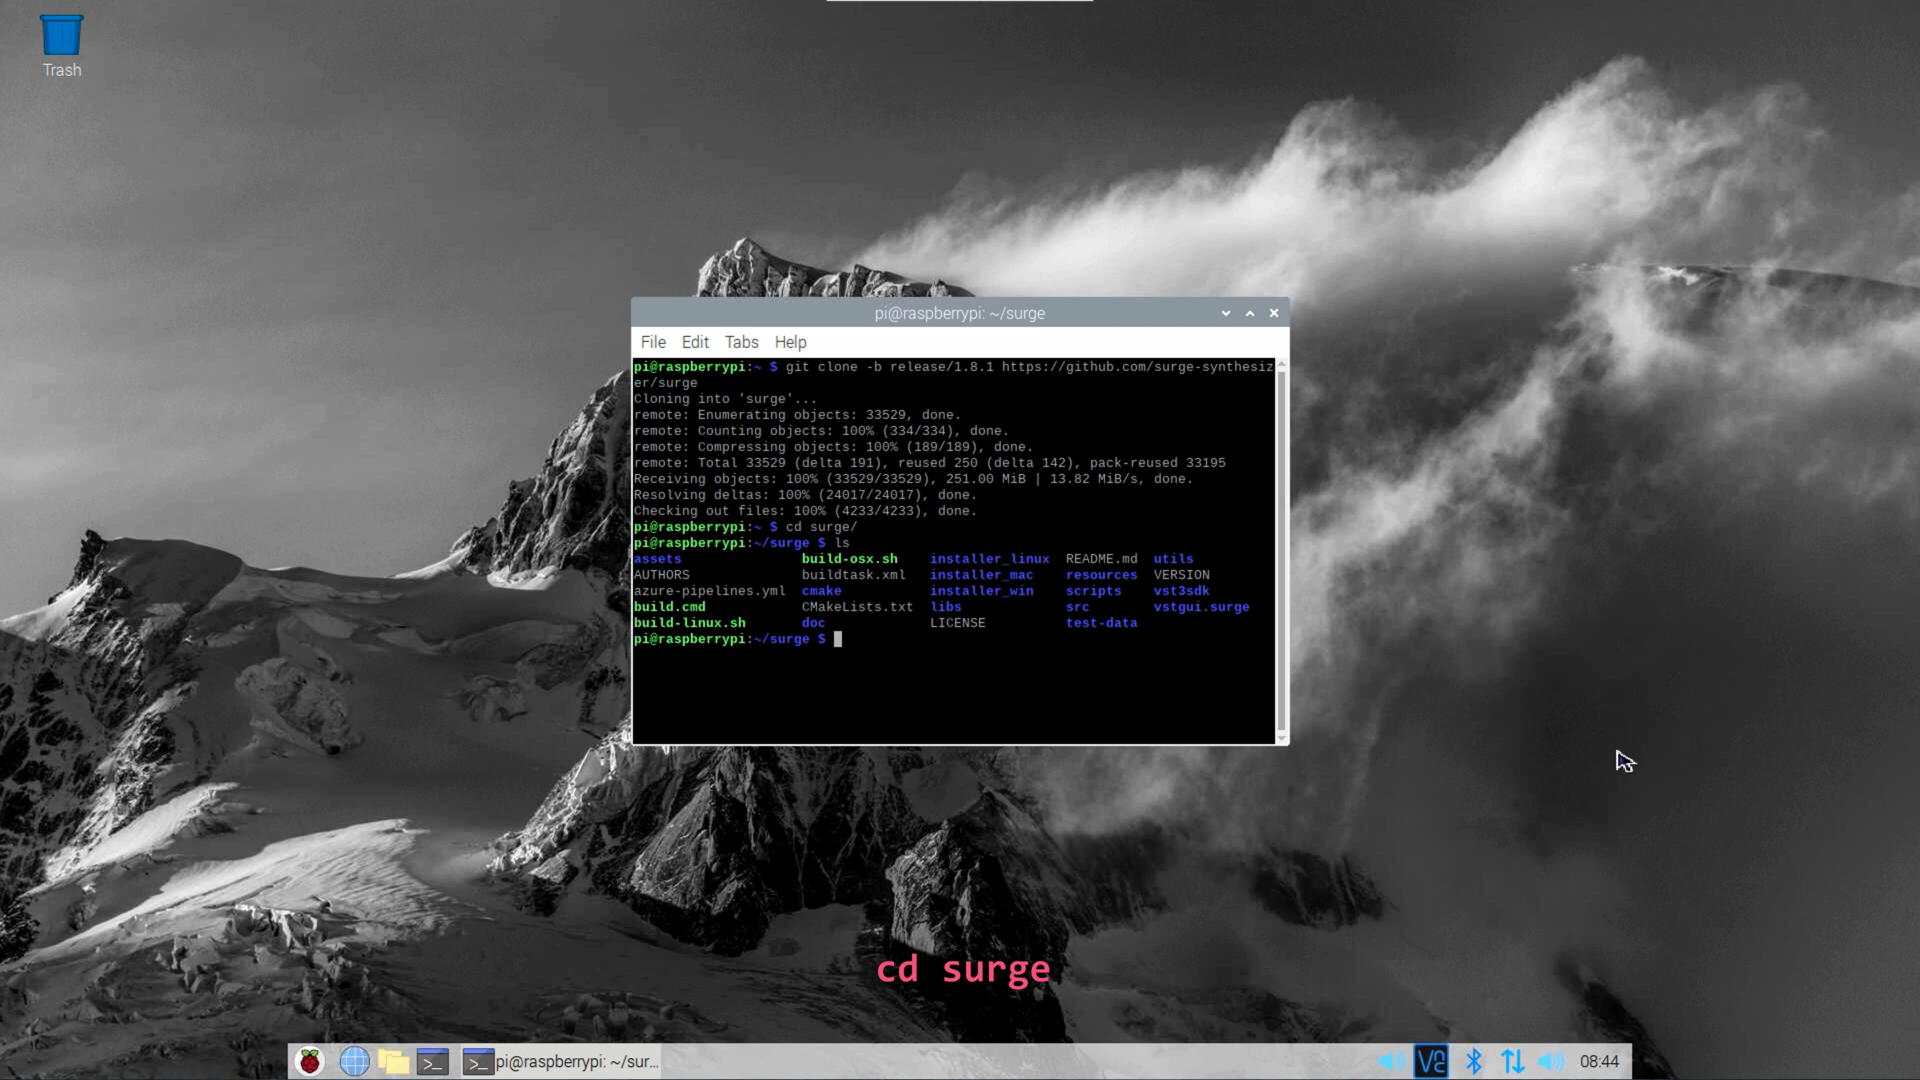 Trash
pi@raspberrypi: ~/surge
File Edit Tabs Help
pi@raspberrypi:~ $ git clone -b release/1.8.1 https://github.com/surge-synthesiz
er/surge
Cloning into 'surge'...
remote: Enumerating objects: 33529, done.
remote: Counting objects: 100% (334/334), done.
remote: Compressing objects: 100% (189/189), done.
remote: Total 33529 (delta 191), reused 250 (delta 142), pack-reused 33195
Receiving objects: 100% (33529/33529), 251.00 MiB | 13.82 MiB/s, done.
Resolving deltas: 100% (24017/24017), done.
Checking out files: 100% (4233/4233), done.
pi@raspberrypi:~ $ cd surge/
pi@raspberrypi:~/surge $ ls
assets build-osx.sh installer_linux README.md utils
AUTHORS buildtask.xml installer_mac resources VERSION
azure-pipelines.yml cmake installer_win scripts vst3sdk
build.cmd CMakeLists.txt libs src vstgui.surge
build-linux.sh doc LICENSE test-data
pi@raspberrypi:~/surge $
cd surge
pi@raspberrypi: ~/sur... 08:44